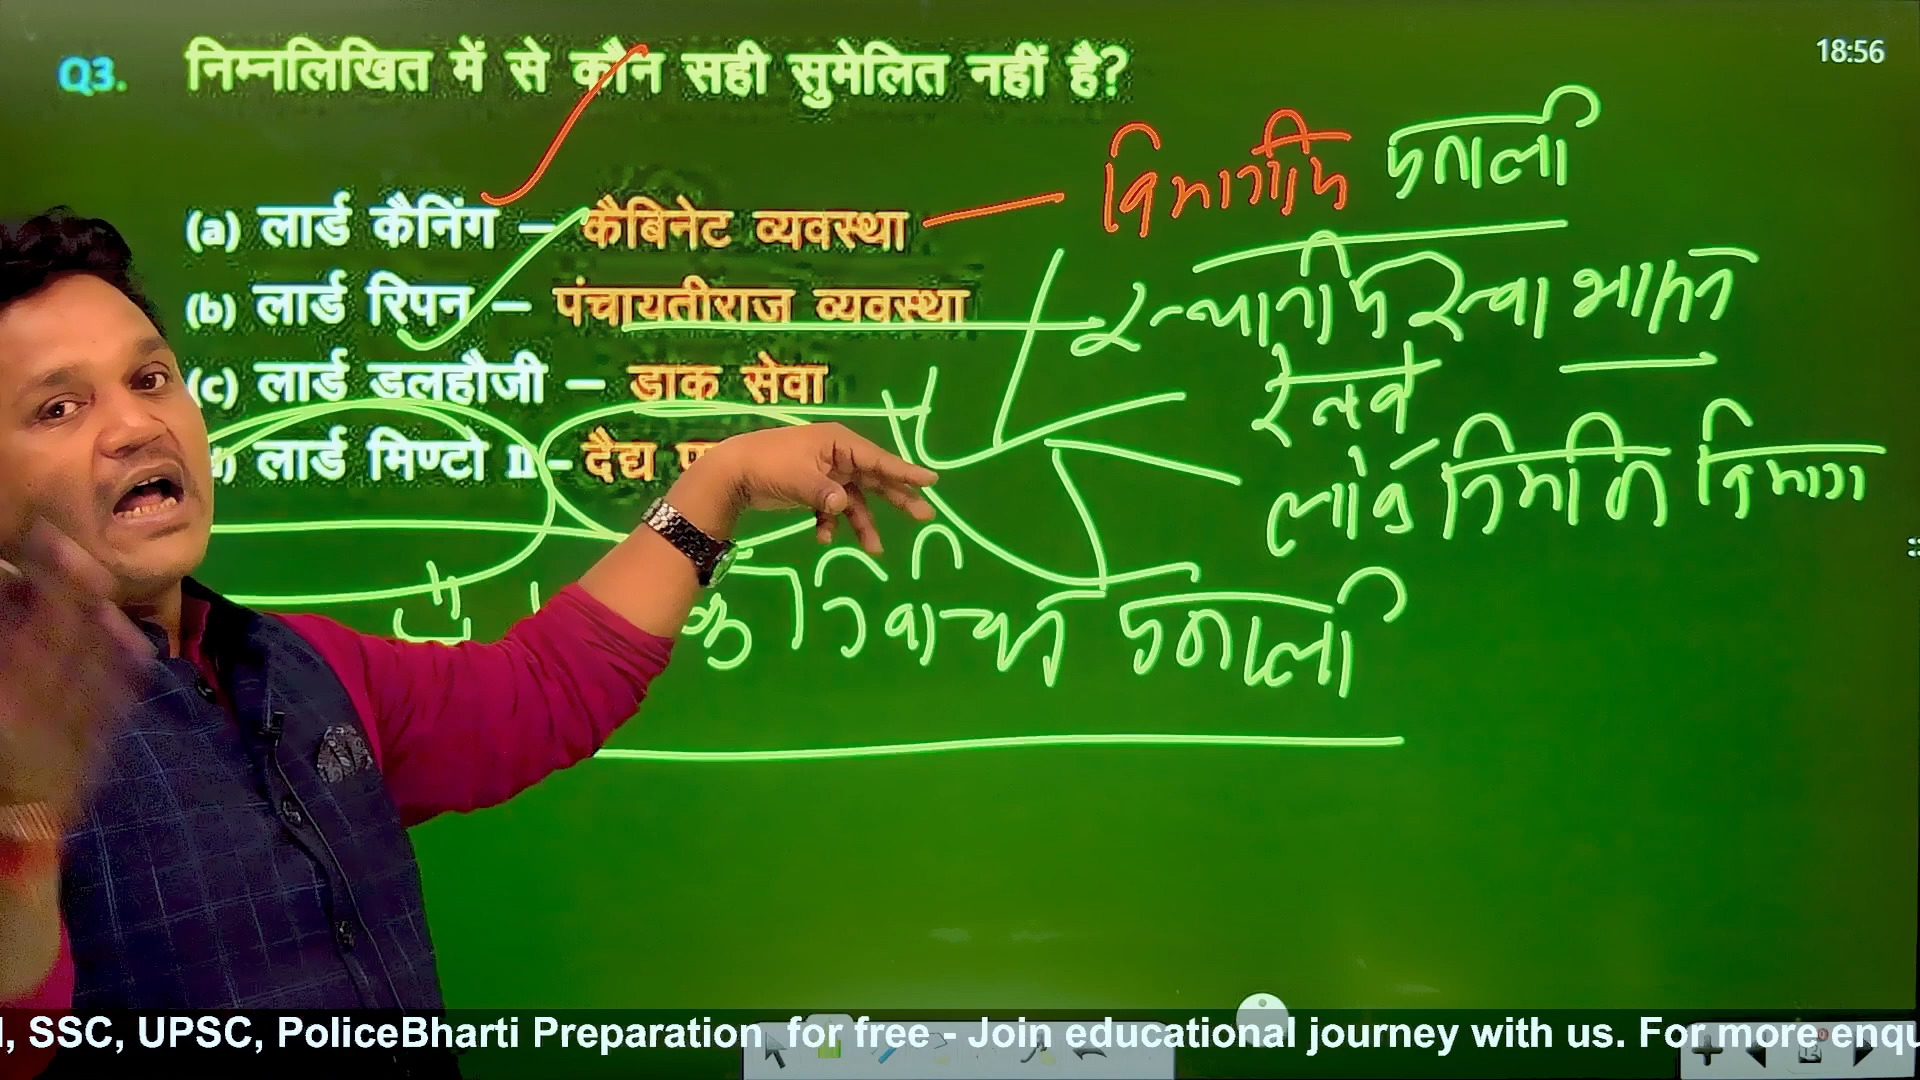 18:56
Q3. निम्नलिखित में से कौन सही सुमेलित नहीं है?
(a) लार्ड कैनिंग – कैबिनेट व्यवस्था
विभागीय प्रणाली
(b) लार्ड रिपन – पंचायतीराज व्यवस्था
स्थानीय स्वा शासन
(c) लार्ड डलहौजी – डाक सेवा
रेलवे
लार्ड मिण्टो II – दैद्य
लोक निर्माण विभाग
निर्वाचन प्रणाली
, SSC, UPSC, PoliceBharti Preparation for free - Join educational journey with us. For more enqu